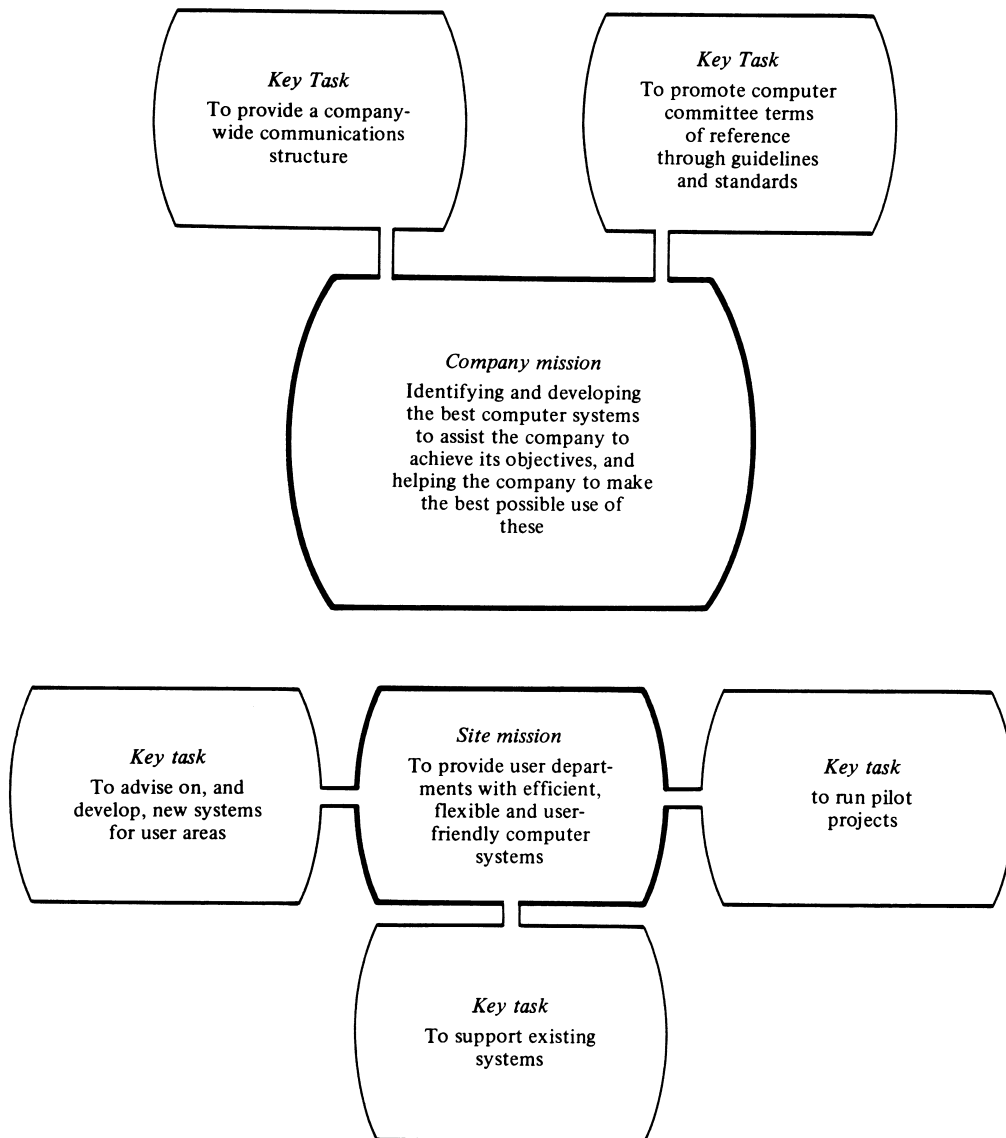 Key Task
To provide a company-
wide communications
structure
Key Task
To promote computer
committee terms
of reference
through guidelines
and standards
Company mission
Identifying and developing
the best computer systems
to assist the company to
achieve its objectives, and
helping the company to make
the best possible use of
these
Key task
To advise on, and
develop, new systems
for user areas
Site mission
To provide user depart-
ments with efficient,
flexible and user-
friendly computer
systems
Key task
to run pilot
projects
Key task
To support existing
systems